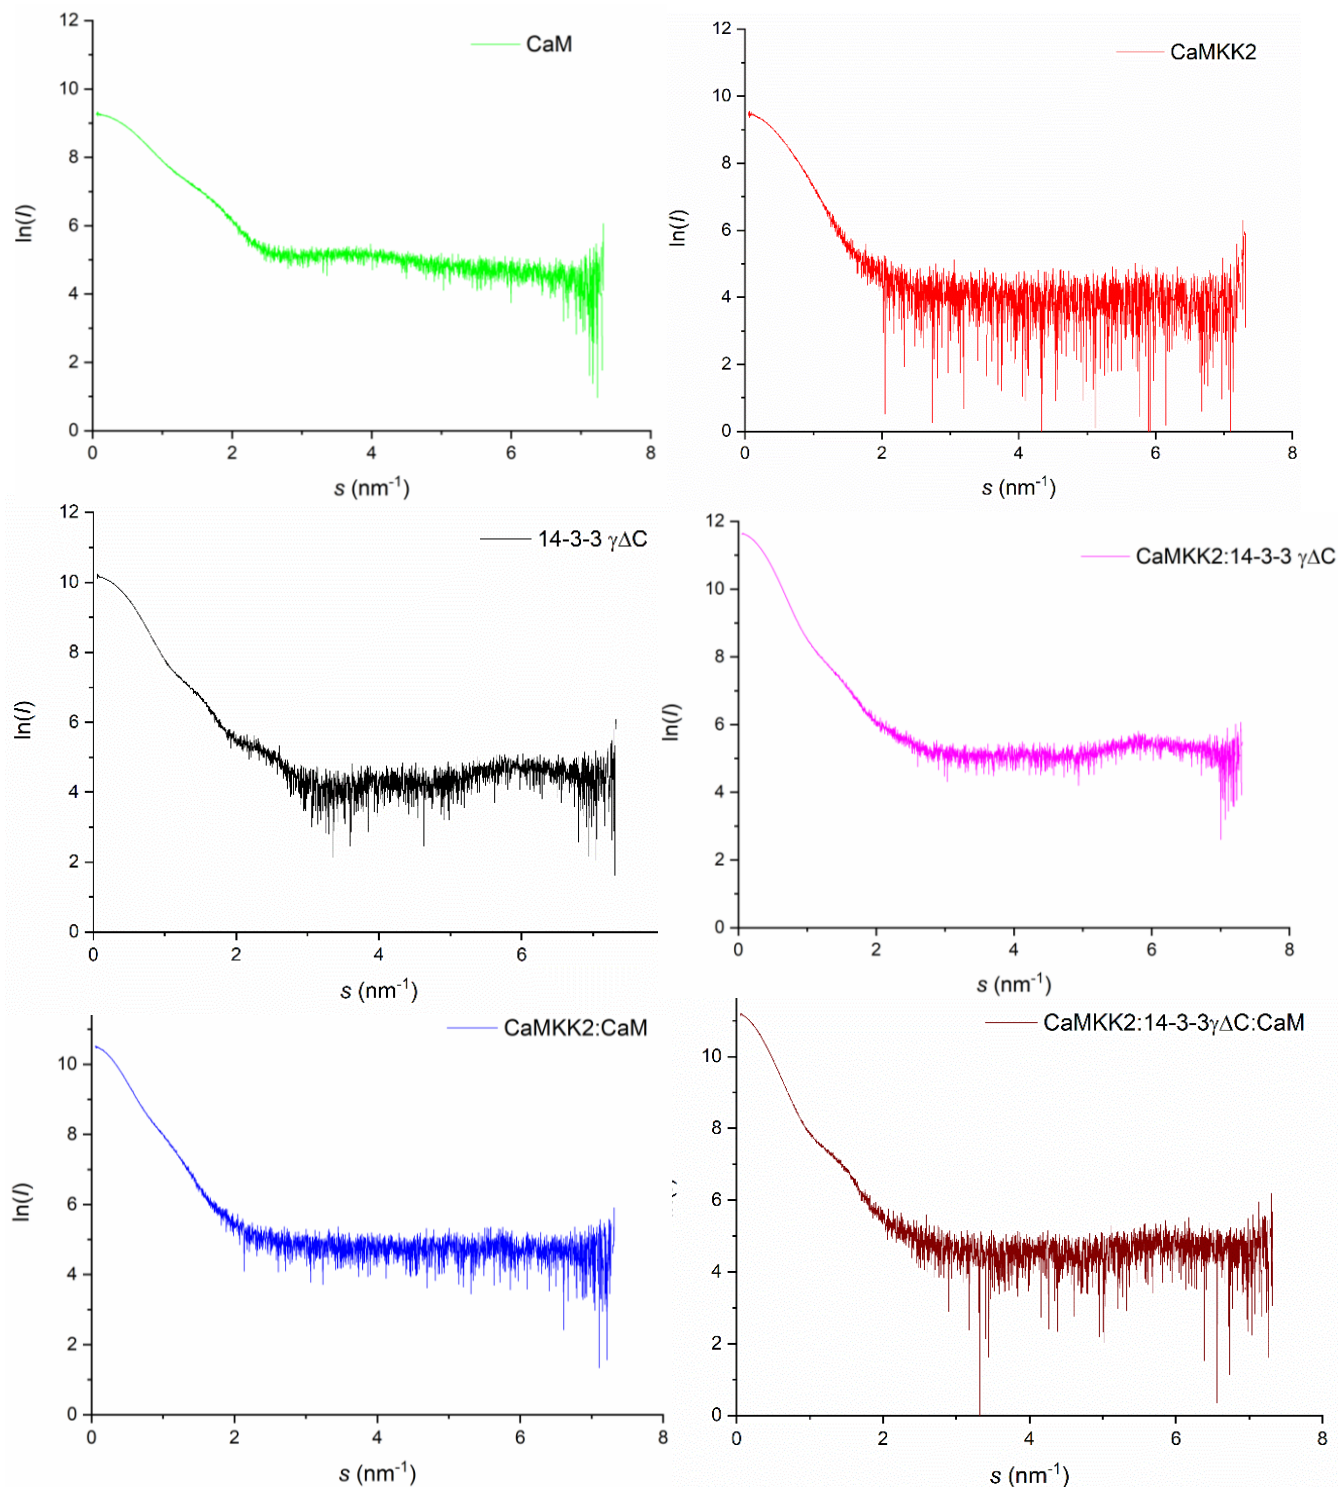 CaM
12
10
8
6
4
2
0
ln(I)
0 2 4 6 8
s (nm-1)
CaMKK2
12
10
8
6
4
2
0
ln(I)
0 2 4 6 8
s (nm-1)
14-3-3 γΔC
12
10
8
6
4
2
0
ln(I)
0 2 4 6
s (nm-1)
CaMKK2:14-3-3 γΔC
12
10
8
6
4
2
0
ln(I)
0 2 4 6 8
s (nm-1)
CaMKK2:CaM
10
8
6
4
2
0
ln(I)
0 2 4 6 8
s (nm-1)
CaMKK2:14-3-3γΔC:CaM
10
8
6
4
2
0
0 2 4 6 8
s (nm-1)